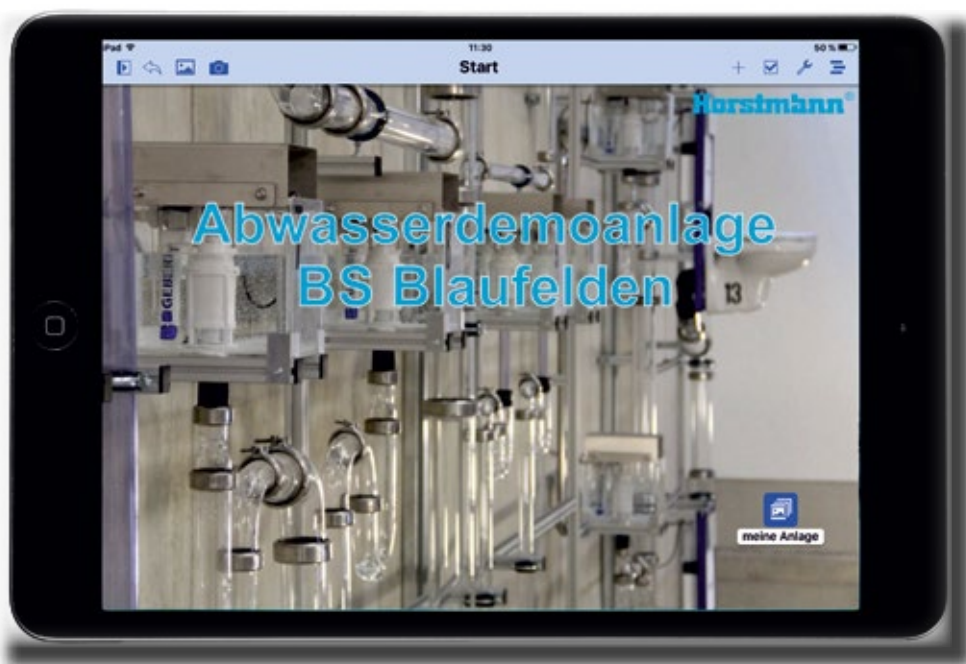 iPad
11:30
50 %
Start
Horstmann®
Abwasserdemoanlage
BS Blaufelden
GEBERIT
13
meine Anlage